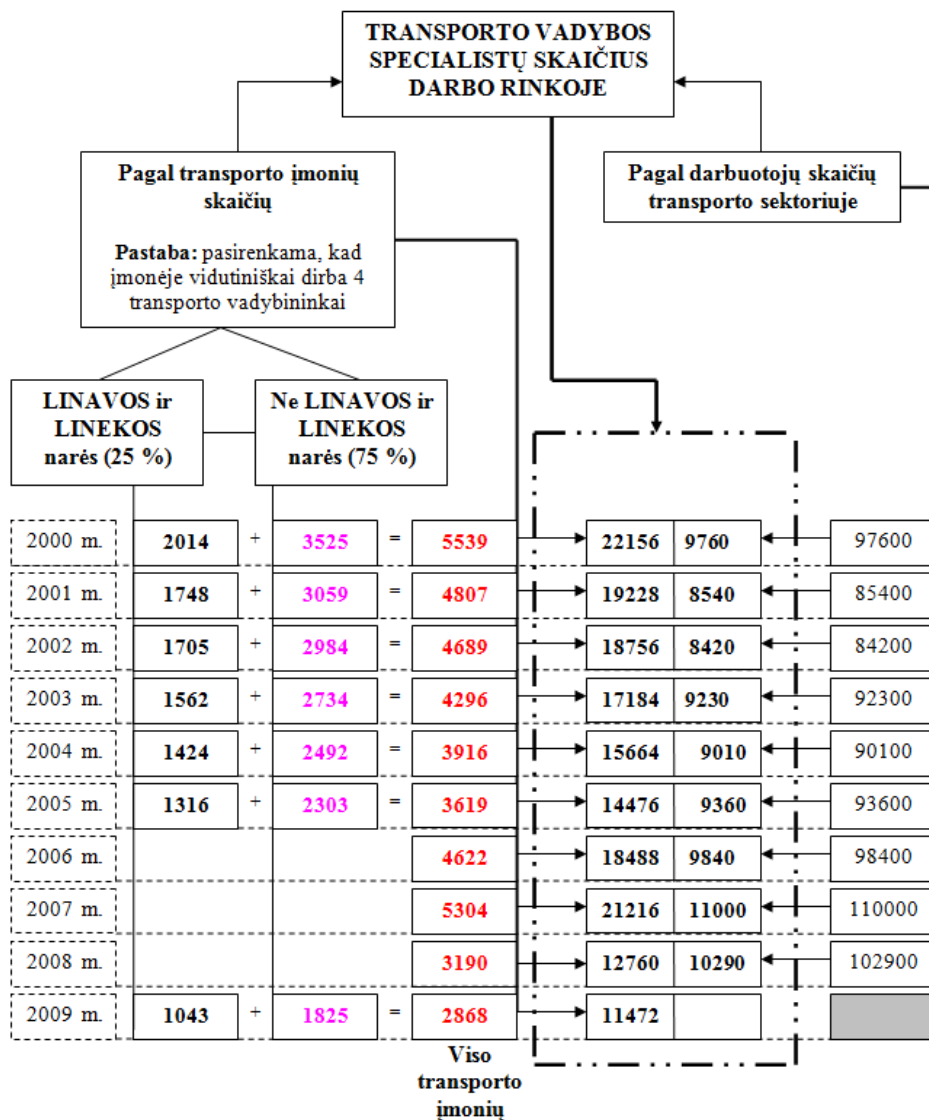 TRANSPORTO VADYBOS
SPECIALISTŲ SKAIČIUS
DARBO RINKOJE
Pagal transporto įmonių
skaičių
Pastaba: pasirenkama, kad
įmonėje vidutiniškai dirba 4
transporto vadybininkai
Pagal darbuotojų skaičių
transporto sektoriuje
LINAVOS ir
LINEKOS
narės (25 %)
Ne LINAVOS ir
LINEKOS
narės (75 %)
2000 m. 2014 + 3525 = 5539 22156 9760 97600
2001 m. 1748 + 3059 = 4807 19228 8540 85400
2002 m. 1705 + 2984 = 4689 18756 8420 84200
2003 m. 1562 + 2734 = 4296 17184 9230 92300
2004 m. 1424 + 2492 = 3916 15664 9010 90100
2005 m. 1316 + 2303 = 3619 14476 9360 93600
2006 m. 4622 18488 9840 98400
2007 m. 5304 21216 11000 110000
2008 m. 3190 12760 10290 102900
2009 m. 1043 + 1825 = 2868 11472
Viso
transporto
įmonių